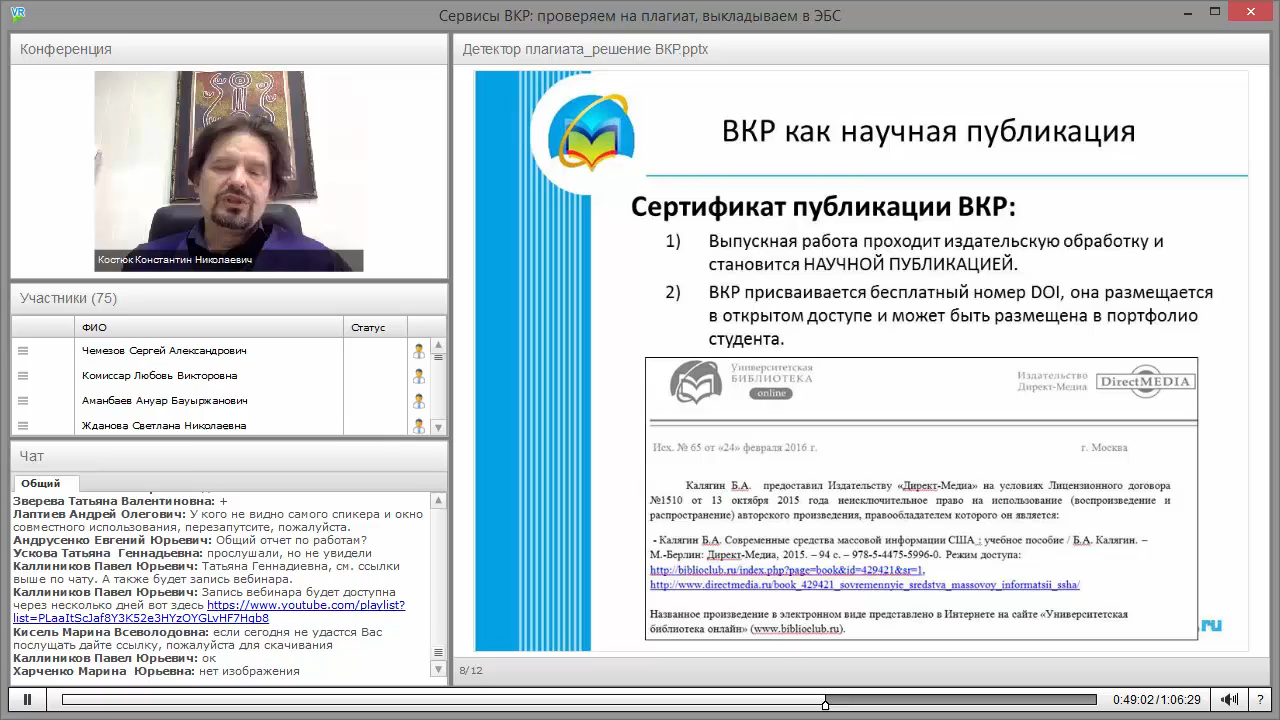 VR
Сервисы ВКР: проверяем на плагиат, выкладываем в ЭБС
Конференция
Костюк Константин Николаевич
Участники (75)
ФИО
Статус
Чемезов Сергей Александрович
Комиссар Любовь Викторовна
Аманбаев Ануар Бауыржанович
Жданова Светлана Николаевна
Чат
Общий
Зверева Татьяна Валентиновна: +
Лаптиев Андрей Олегович: У кого не видно самого спикера и окно
совместного использования, перезапустите, пожалуйста.
Андрусенко Евгений Юрьевич: Общий отчет по работам?
Ускова Татьяна Геннадьевна: прослушали, но не увидели
Каллиников Павел Юрьевич: Татьяна Геннадиевна, см. ссылки
выше по чату. А также будет запись вебинара.
Каллиников Павел Юрьевич: Запись вебинара будет доступна
через несколько дней вот здесь https://www.youtube.com/playlist?
list=PLaaItScJaf8Y3K52e3HYzOYGLvHF7Hqb8
Кисель Марина Всеволодовна: если сегодня не удастся Вас
послущать дайте ссылку, пожалуйста для скачивания
Каллиников Павел Юрьевич: ок
Харченко Марина Юрьевна: нет изображения
Детектор плагиата_решение ВКР.pptx
ВКР как научная публикация
Сертификат публикации ВКР:
1) Выпускная работа проходит издательскую обработку и
становится НАУЧНОЙ ПУБЛИКАЦИЕЙ.
2) ВКР присваивается бесплатный номер DOI, она размещается
в открытом доступе и может быть размещена в портфолио
студента.
Университетская
БИБЛИОТЕКА
online
Издательство
Директ-Медиа
DirectMEDIA
Исх. № 65 от «24» февраля 2016 г.
г. Москва
Калягин Б.А. предоставил Издательству «Директ-Медиа» на условиях Лицензионного договора
№1510 от 13 октября 2015 года неисключительное право на использование (воспроизведение и
распространение) авторского произведения, правообладателем которого он является:
- Калягин Б.А. Современные средства массовой информации США : учебное пособие / Б.А. Калягин. –
М.-Берлин: Директ-Медиа, 2015. – 94 с. – 978-5-4475-5996-0. Режим доступа:
http://biblioclub.ru/index.php?page=book&id=429421&sr=1,
http://www.directmedia.ru/book_429421_sovremennyie_sredstva_massovoy_informatsii_ssha/
Названное произведение в электронном виде представлено в Интернете на сайте «Университетская
библиотека онлайн» (www.biblioclub.ru).
.ru
8/12
0:49:02/1:06:29
?